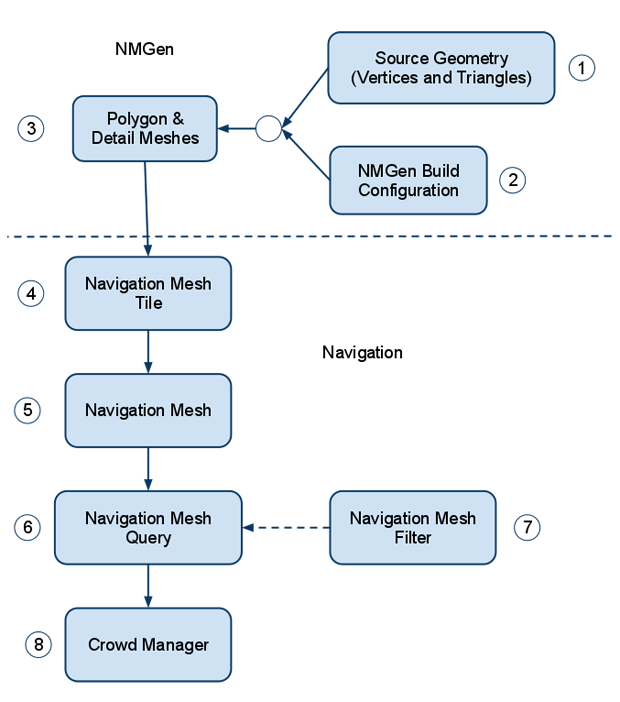 NMGen
Source Geometry
(Vertices and Triangles)
1
Polygon &
Detail Meshes
3
NMGen Build
Configuration
2
Navigation Mesh
Tile
4
Navigation
Navigation Mesh
5
Navigation Mesh
Query
6
Navigation Mesh
Filter
7
Crowd Manager
8